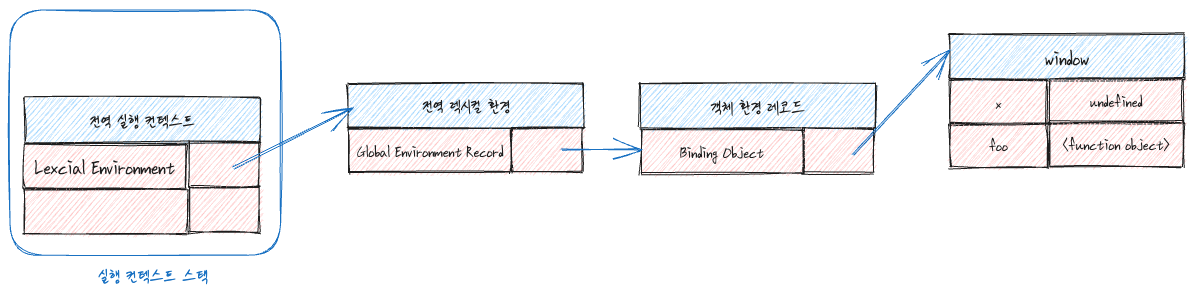 전역 실행 컨텍스트
Lexcial Environment
실행 컨텍스트 스택
전역 렉시컬 환경
Global Environment Record
객체 환경 레코드
Binding Object
window
x
undefined
foo
<function object>